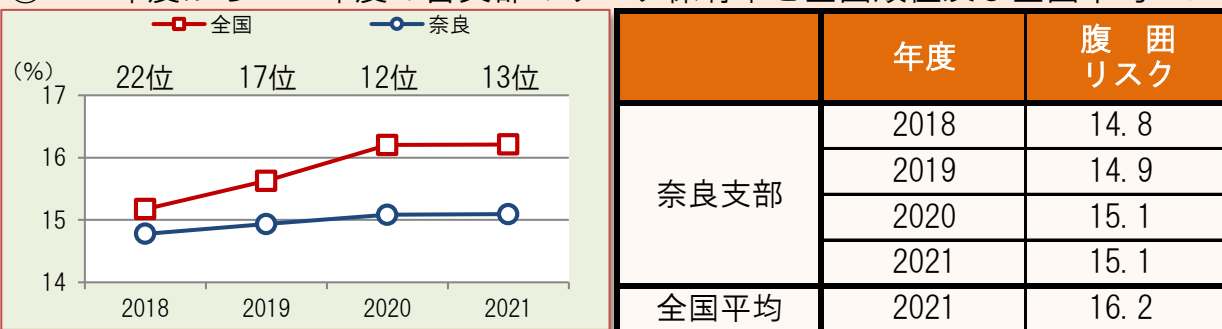 全国 奈良
(%) 22位 17位 12位 13位
17
16
15
14
2018 2019 2020 2021
年度 腹 囲
リスク
奈良支部 2018 14.8
2019 14.9
2020 15.1
2021 15.1
全国平均 2021 16.2